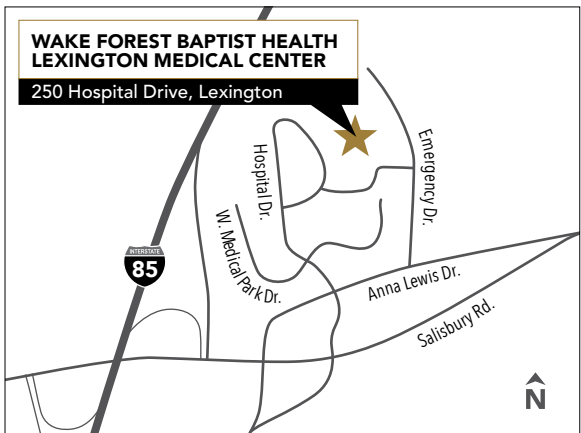 WAKE FOREST BAPTIST HEALTH
LEXINGTON MEDICAL CENTER
250 Hospital Drive, Lexington
Hospital Dr.
Emergency Dr.
W. Medical Park Dr.
INTERSTATE
85
Anna Lewis Dr.
Salisbury Rd.
N